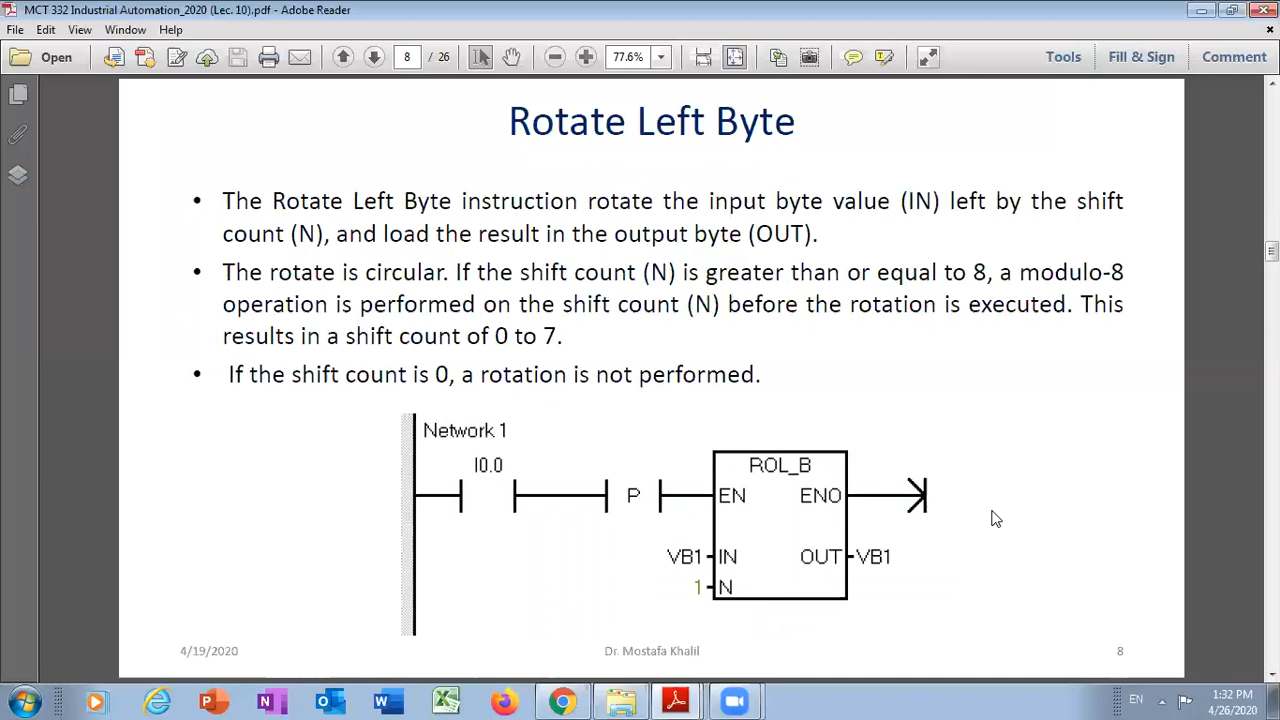 MCT 332 Industrial Automation_2020 (Lec. 10).pdf - Adobe Reader
File Edit View Window Help
Open 8 / 26 77.6% Tools Fill & Sign Comment
Rotate Left Byte
• The Rotate Left Byte instruction rotate the input byte value (IN) left by the shift
count (N), and load the result in the output byte (OUT).
• The rotate is circular. If the shift count (N) is greater than or equal to 8, a modulo-8
operation is performed on the shift count (N) before the rotation is executed. This
results in a shift count of 0 to 7.
• If the shift count is 0, a rotation is not performed.
Network 1
I0.0 ROL_B
P EN ENO
VB1 IN OUT VB1
1 N
4/19/2020 Dr. Mostafa Khalil 8
EN 1:32 PM
4/26/2020